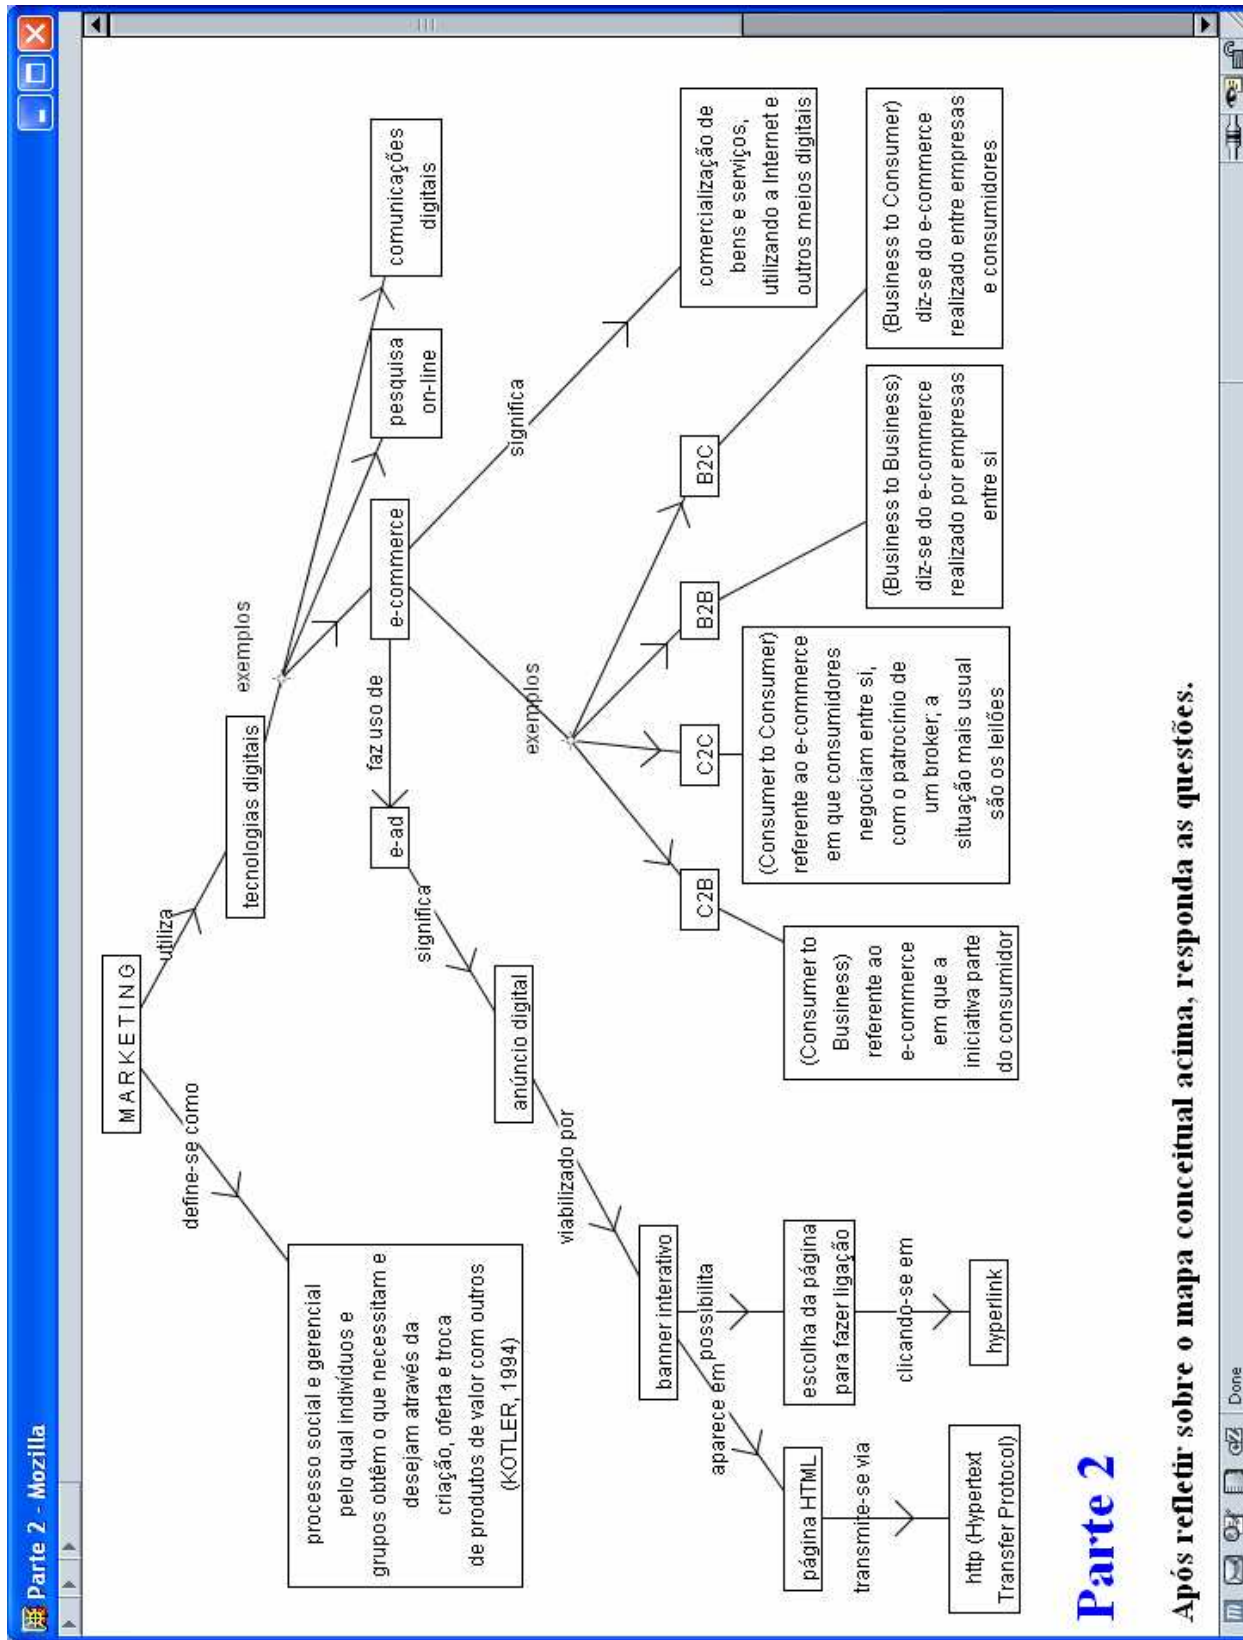 Parte 2 - Mozilla
MARKETING
define-se como
utiliza
processo social e gerencial
pelo qual indivíduos e
grupos obtêm o que necessitam e
desejam através da
criação, oferta e troca
de produtos de valor com outros
(KOTLER, 1994)
tecnologias digitais
exemplos
e-commerce
pesquisa
on-line
comunicações
digitais
faz uso de
e-ad
significa
anúncio digital
viabilizado por
banner interativo
aparece em
possibilita
página HTML
transmite-se via
http (Hypertext
Transfer Protocol)
escolha da página
para fazer ligação
clicando-se em
hyperlink
significa
comercialização de
bens e serviços,
utilizando a Internet e
outros meios digitais
exemplos
C2B
C2C
B2B
B2C
(Consumer to
Business)
referente ao
e-commerce
em que a
iniciativa parte
do consumidor
(Consumer to Consumer)
referente ao e-commerce
em que consumidores
negociam entre si,
com o patrocínio de
um broker, a
situação mais usual
são os leilões
(Business to Business)
diz-se do e-commerce
realizado por empresas
entre si
(Business to Consumer)
diz-se do e-commerce
realizado entre empresas
e consumidores
Parte 2
Após refletir sobre o mapa conceitual acima, responda as questões.
Done